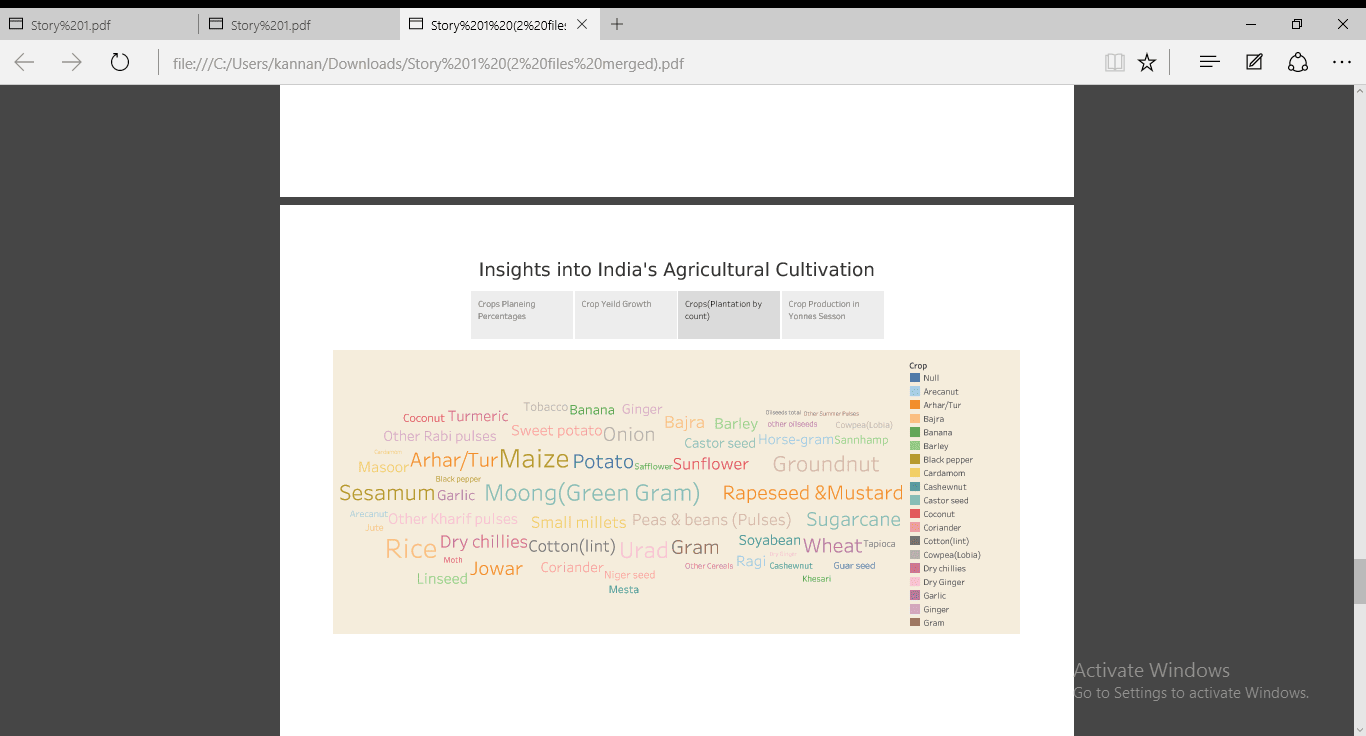 Story%201.pdf
Story%201.pdf
Story%201%20(2%20files
file:///C:/Users/kannan/Downloads/Story%201%20(2%20files%20merged).pdf
Insights into India's Agricultural Cultivation
Crops Planeing
Percentages
Crop Yeild Growth
Crops(Plantation by
count)
Crop Production in
Yonnes Sesson
Tobacco Banana Ginger
Coconut Turmeric
Oilseeds total Other Summer Pulses
Bajra Barley other oilseeds Cowpea(Lobia)
Other Rabi pulses Sweet potato Onion
Castor seed Horse-gram Sannhamp
Masoor Arhar/Tur Maize Potato Safflower Sunflower Groundnut
Black pepper
Sesamum Garlic Moong(Green Gram) Rapeseed &Mustard
Arecanut Other Kharif pulses Small millets Peas & beans (Pulses) Sugarcane
Jute
Rice Dry chillies Cotton(lint) Urad Gram Soyabean Wheat Tapioca
Moth Jowar Coriander Niger seed Other Cereals Ragi Dry Ginger Cashewnut Guar seed
Linseed Khesari
Mesta
Crop
Null
Arecanut
Arhar/Tur
Bajra
Banana
Barley
Black pepper
Cardamom
Cashewnut
Castor seed
Coconut
Coriander
Cotton(lint)
Cowpea(Lobia)
Dry chillies
Dry Ginger
Garlic
Ginger
Gram
Activate Windows
Go to Settings to activate Windows.